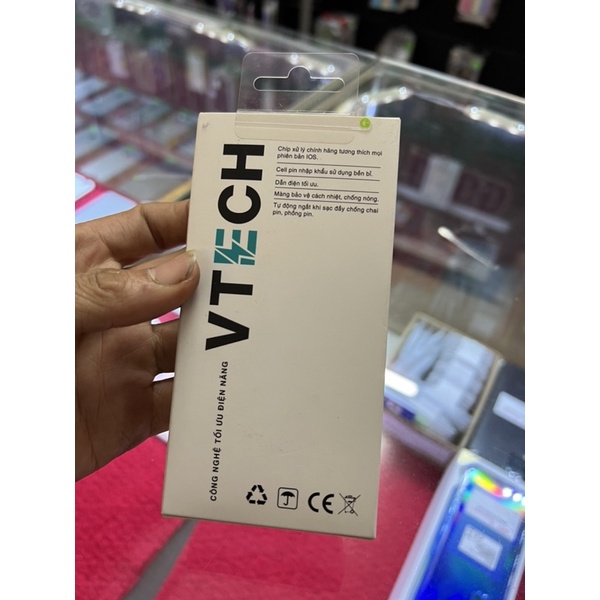 Chip xử lý chính hãng tương thích mọi
phiên bản IOS.
Cell pin nhập khẩu sử dụng bền bỉ.
Dẫn điện tối ưu.
Màng bảo vệ cách nhiệt, chống nóng.
Tự động ngắt khi sạc đầy chống chai
pin, phồng pin.
VTECH
CÔNG NGHỆ TỐI ƯU ĐIỆN NĂNG
CE